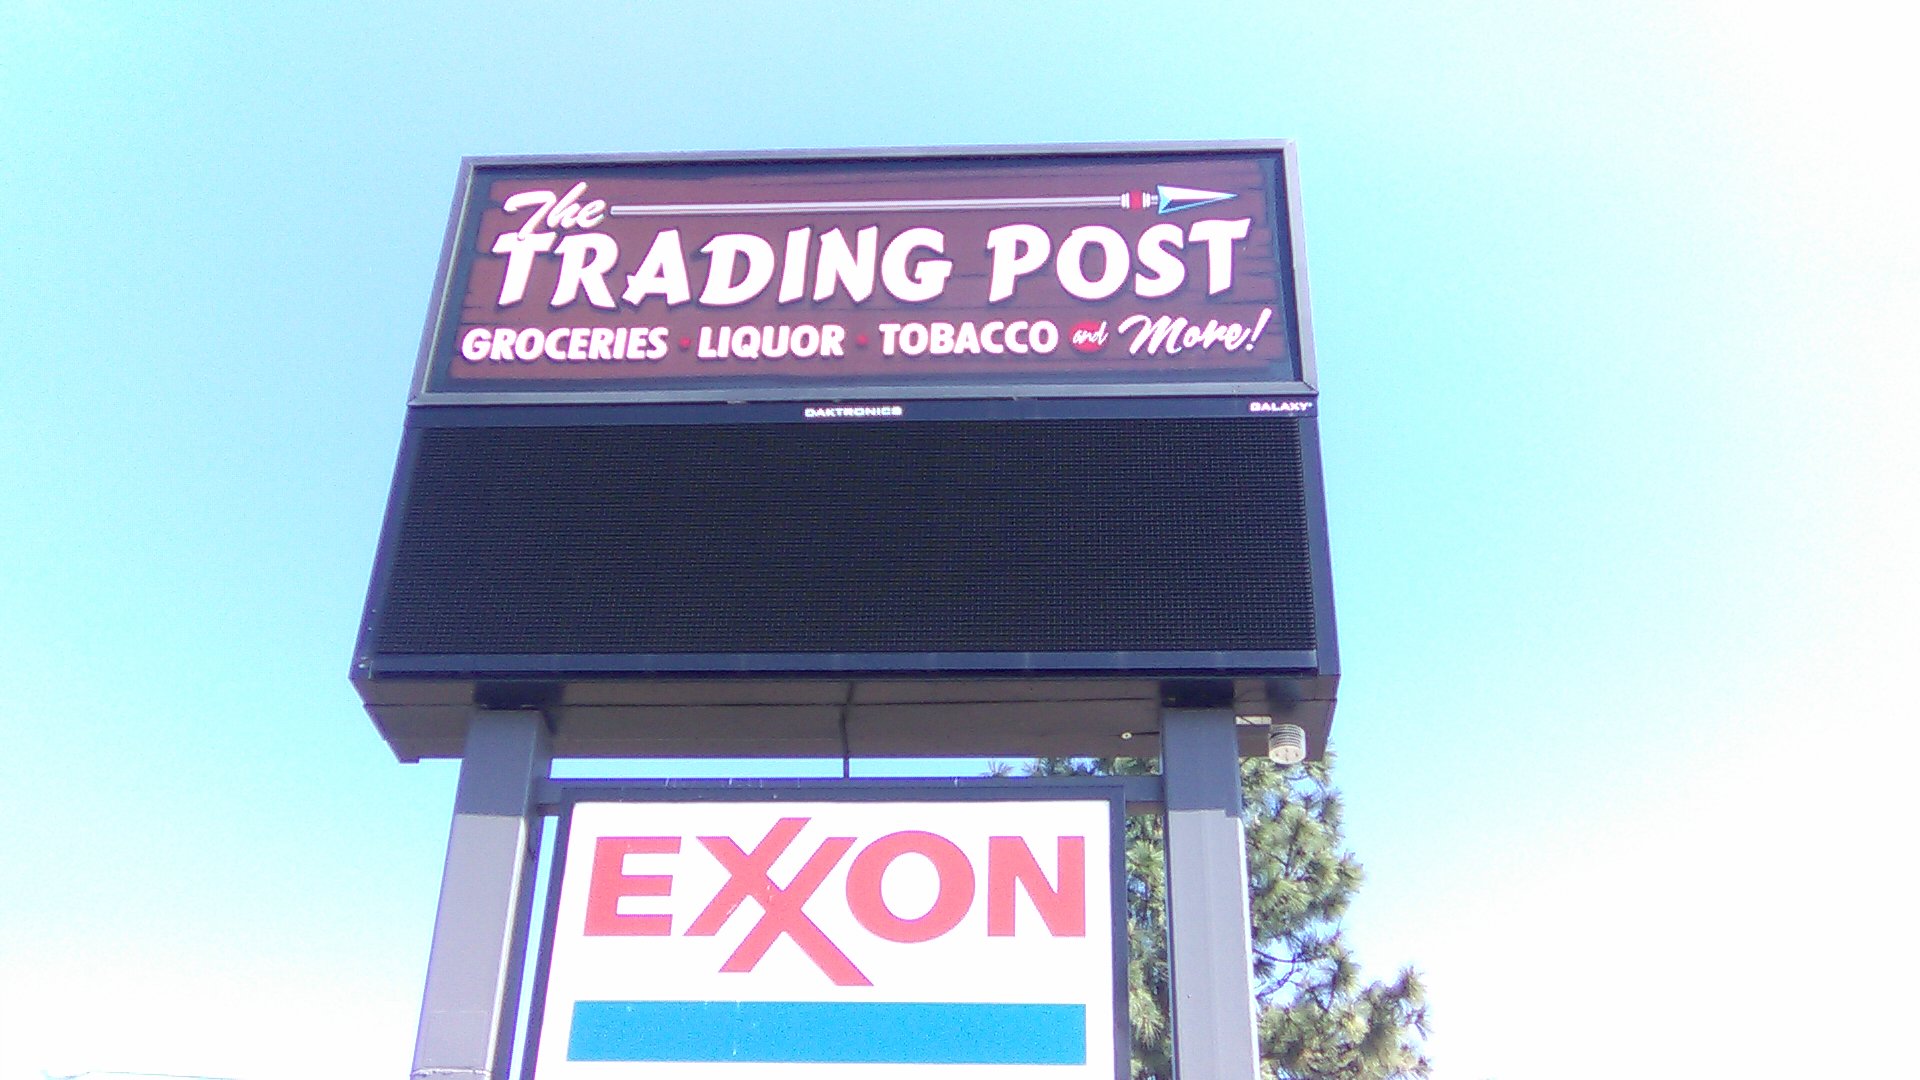 The
TRADING POST
GROCERIES · LIQUOR · TOBACCO and More!
DAKTRONICS GALAXY
EXXON